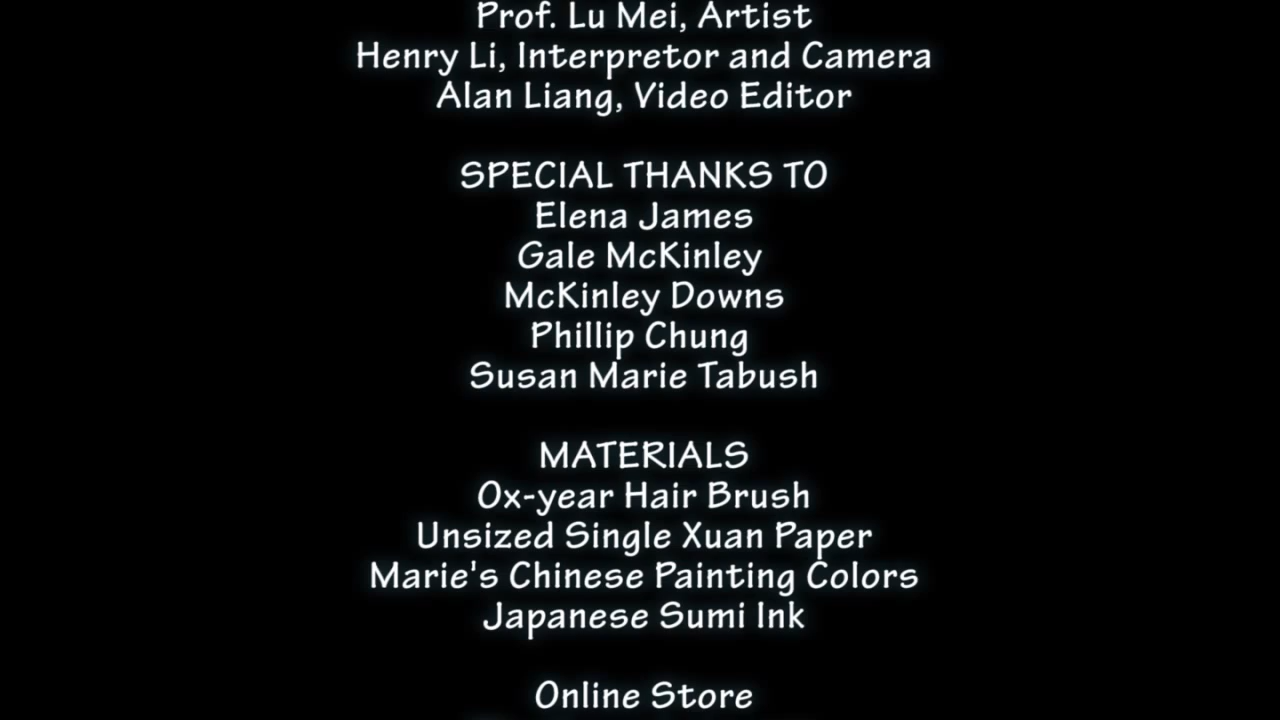 Prof. Lu Mei, Artist
Henry Li, Interpretor and Camera
Alan Liang, Video Editor
SPECIAL THANKS TO
Elena James
Gale McKinley
McKinley Downs
Phillip Chung
Susan Marie Tabush
MATERIALS
Ox-year Hair Brush
Unsized Single Xuan Paper
Marie's Chinese Painting Colors
Japanese Sumi Ink
Online Store